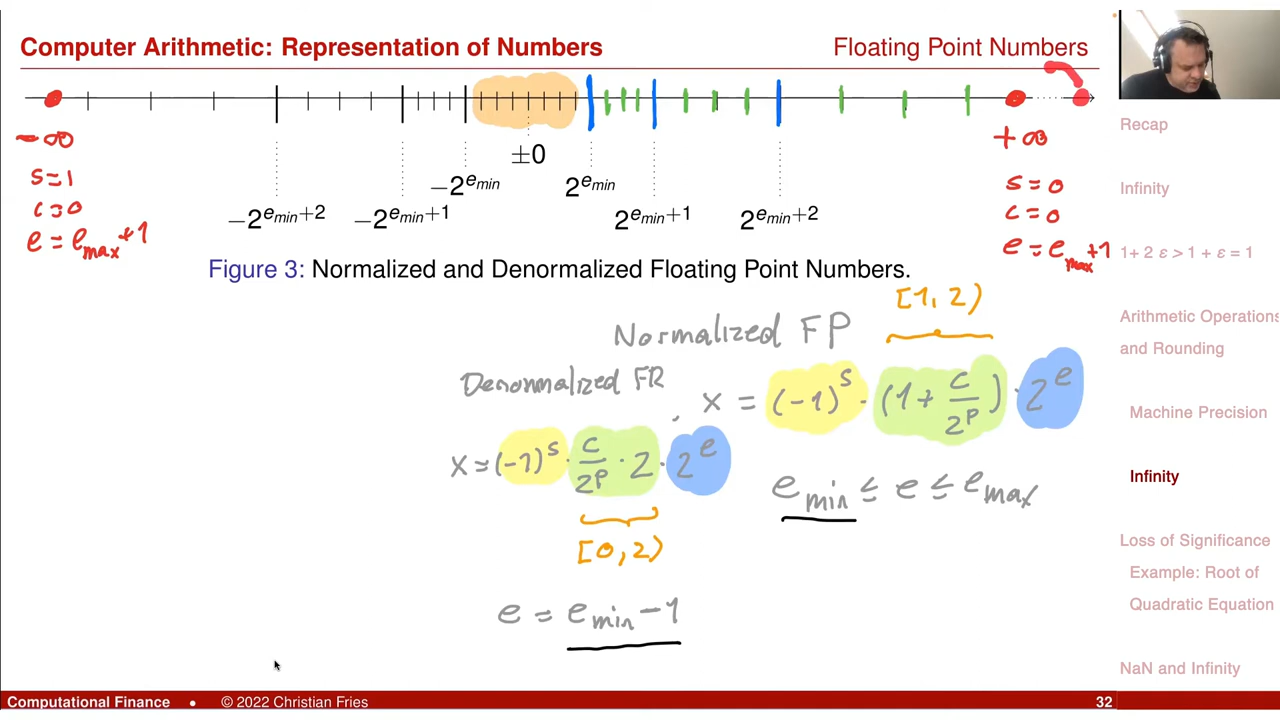 Computer Arithmetic: Representation of Numbers
Floating Point Numbers
−∞
s=1
c=0
e = e_max+1
−2^{e_min+2}
−2^{e_min+1}
−2^{e_min}
±0
2^{e_min}
2^{e_min+1}
2^{e_min+2}
+∞
s=0
c=0
e = e_max+1
Figure 3: Normalized and Denormalized Floating Point Numbers.
[1, 2)
Normalized FP
x = (−1)^s · (1 + c/2^p) · 2^e
e_min ≤ e ≤ e_max
Denormalized FR
x = (−1)^s · c/2^p · 2 · 2^e
[0, 2)
e = e_min − 1
Recap
Infinity
1+ 2 ε > 1 + ε = 1
Arithmetic Operations
and Rounding
Machine Precision
Infinity
Loss of Significance
Example: Root of
Quadratic Equation
NaN and Infinity
Computational Finance • © 2022 Christian Fries
32